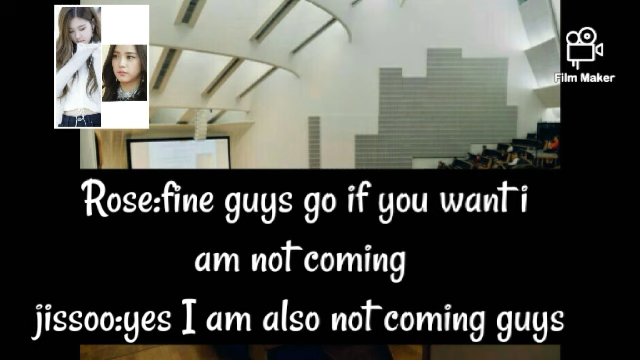 Film Maker
Rose:fine guys go if you want i
am not coming
jissoo:yes I am also not coming guys